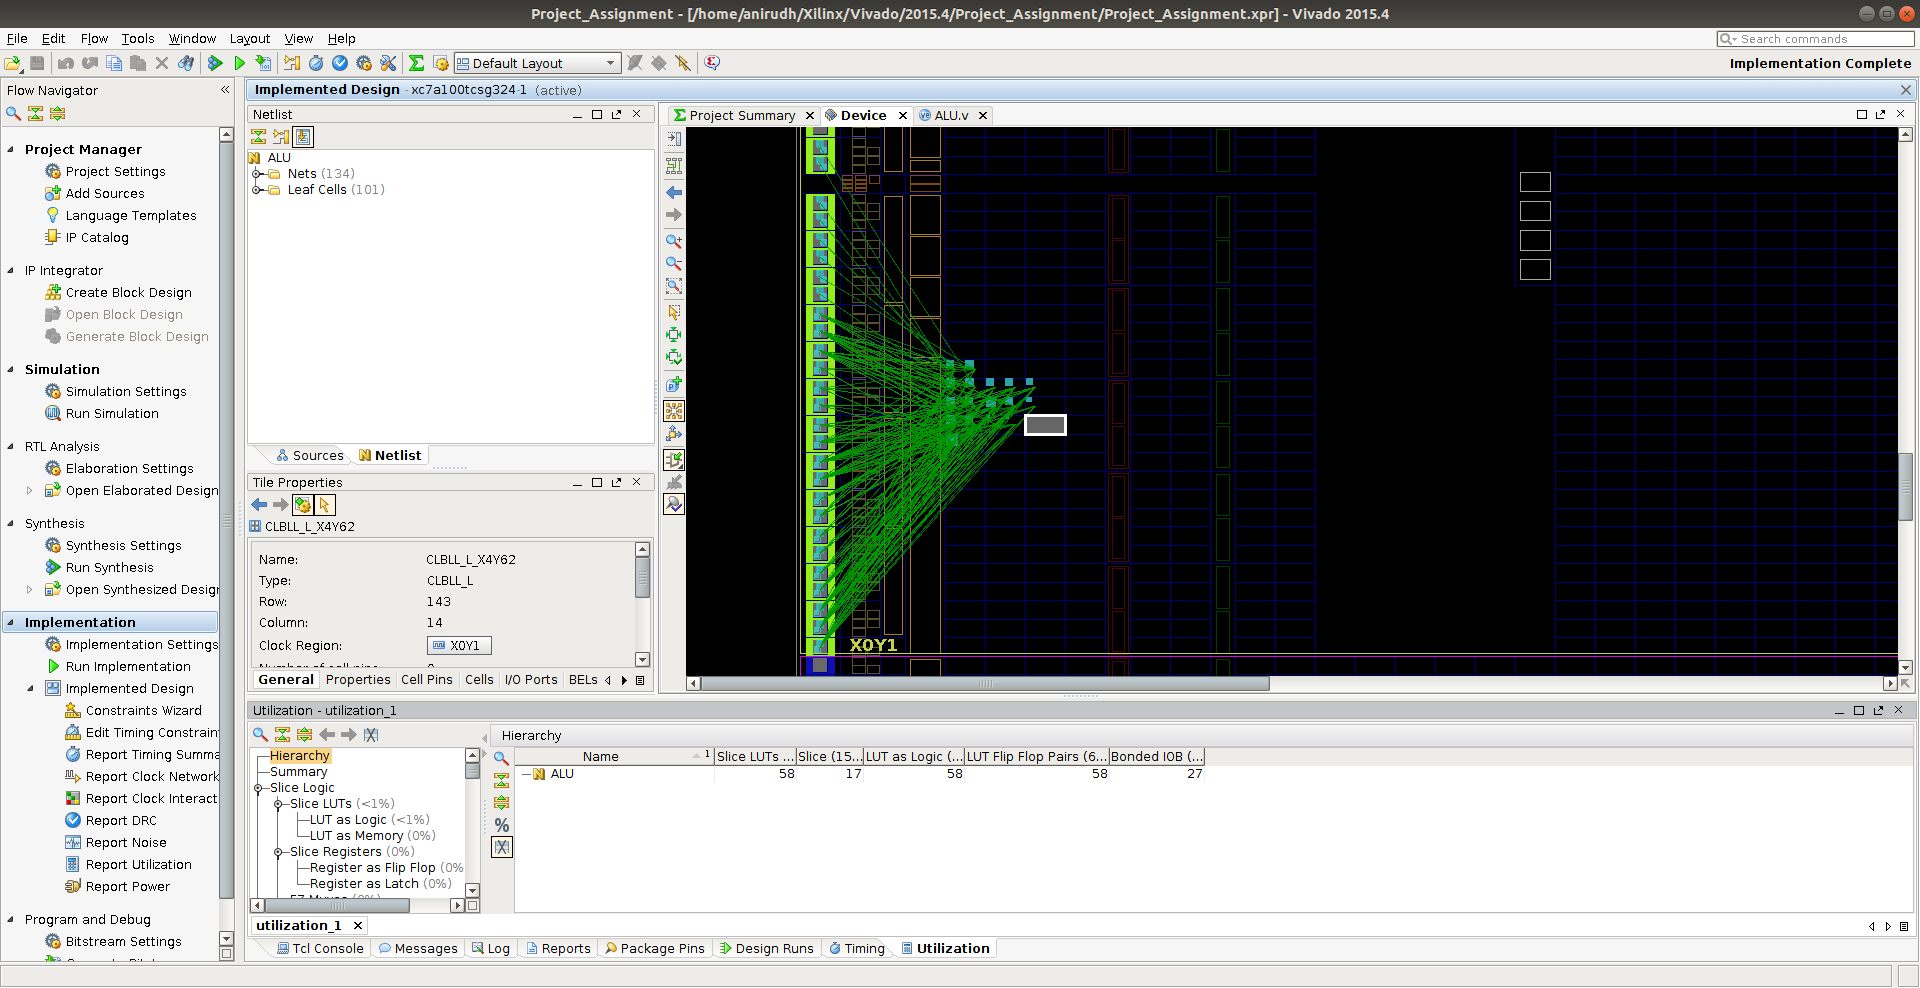 Project_Assignment - [/home/anirudh/Xilinx/Vivado/2015.4/Project_Assignment/Project_Assignment.xpr] - Vivado 2015.4
File Edit Flow Tools Window Layout View Help
Search commands
Default Layout
Implementation Complete
Flow Navigator
Project Manager
Project Settings
Add Sources
Language Templates
IP Catalog
IP Integrator
Create Block Design
Open Block Design
Generate Block Design
Simulation
Simulation Settings
Run Simulation
RTL Analysis
Elaboration Settings
Open Elaborated Design
Synthesis
Synthesis Settings
Run Synthesis
Open Synthesized Desigr
Implementation
Implementation Settings
Run Implementation
Implemented Design
Constraints Wizard
Edit Timing Constrain
Report Timing Summa
Report Clock Network
Report Clock Interact
Report DRC
Report Noise
Report Utilization
Report Power
Program and Debug
Bitstream Settings
Implemented Design - xc7a100tcsg324-1 (active)
Netlist
ALU
Nets (134)
Leaf Cells (101)
Sources Netlist
Tile Properties
CLBLL_L_X4Y62
Name: CLBLL_L_X4Y62
Type: CLBLL_L
Row: 143
Column: 14
Clock Region: X0Y1
General Properties Cell Pins Cells I/O Ports BELs
Project Summary Device ALU.v
X0Y1
Utilization - utilization_1
Hierarchy
Summary
Slice Logic
Slice LUTs (<1%)
LUT as Logic (<1%)
LUT as Memory (0%)
Slice Registers (0%)
Register as Flip Flop (0%
Register as Latch (0%)
Hierarchy
Name 1 Slice LUTs ... Slice (15... LUT as Logic (... LUT Flip Flop Pairs (6... Bonded IOB (...
ALU 58 17 58 58 27
utilization_1
Tcl Console Messages Log Reports Package Pins Design Runs Timing Utilization